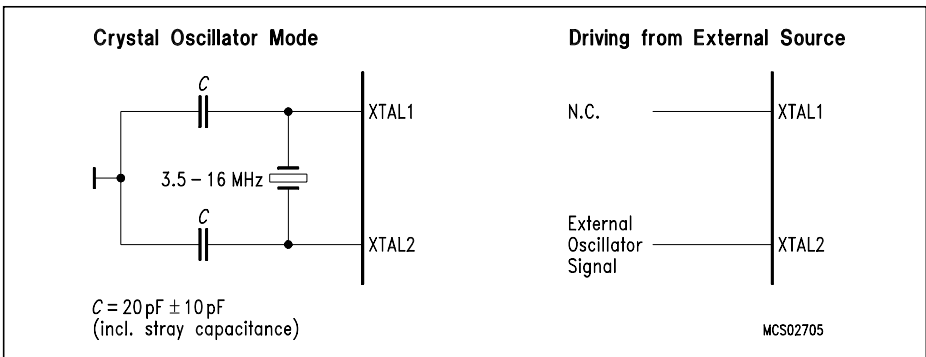 Crystal Oscillator Mode
C
XTAL1
3.5 – 16 MHz
C
XTAL2
C = 20 pF ± 10 pF
(incl. stray capacitance)
Driving from External Source
N.C.
XTAL1
External
Oscillator
Signal
XTAL2
MCS02705